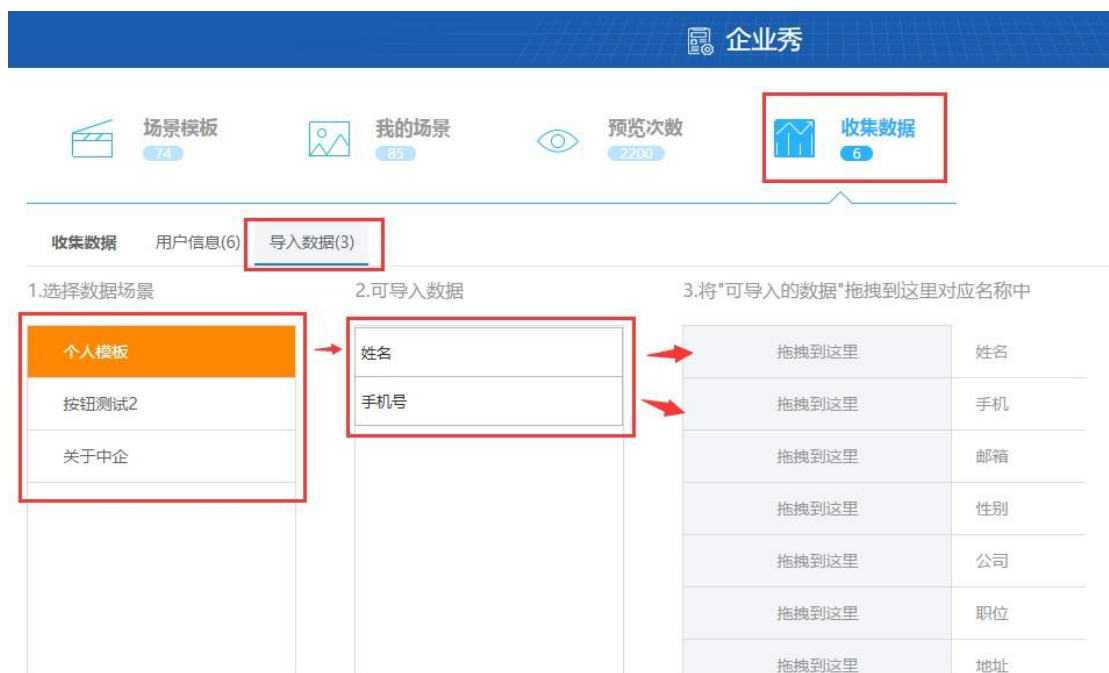 企业秀
场景模板 我的场景 预览次数 收集数据
74 85 2200 6
收集数据 用户信息(6) 导入数据(3)
1.选择数据场景 2.可导入数据 3.将"可导入的数据"拖拽到这里对应名称中
个人模板 姓名 拖拽到这里 姓名
按钮测试2 手机号 拖拽到这里 手机
关于中企 拖拽到这里 邮箱
拖拽到这里 性别
拖拽到这里 公司
拖拽到这里 职位
拖拽到这里 地址